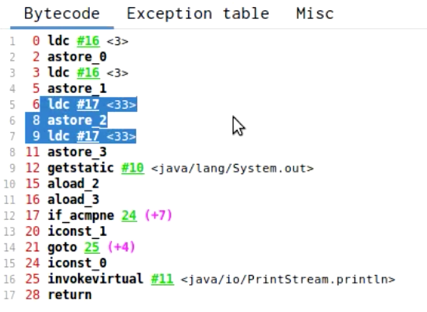 Bytecode Exception table Misc
1 0 ldc #16 <3>
2 2 astore_0
3 3 ldc #16 <3>
4 5 astore_1
5 6 ldc #17 <33>
6 8 astore_2
7 9 ldc #17 <33>
8 11 astore_3
9 12 getstatic #10 <java/lang/System.out>
10 15 aload_2
11 16 aload_3
12 17 if_acmpne 24 (+7)
13 20 iconst_1
14 21 goto 25 (+4)
15 24 iconst_0
16 25 invokevirtual #11 <java/io/PrintStream.println>
17 28 return